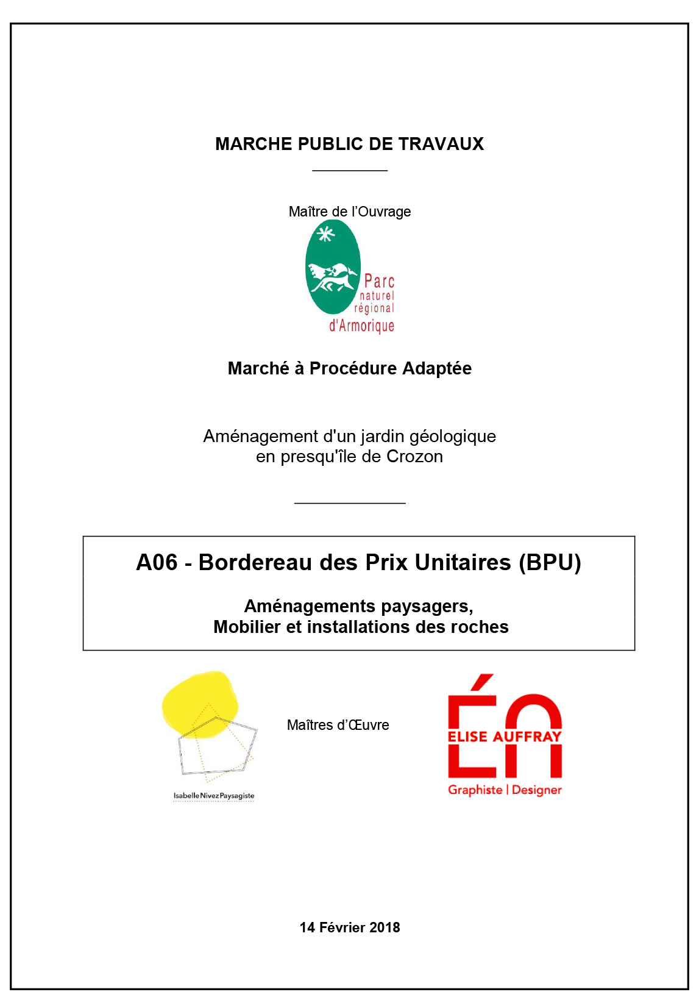 MARCHE PUBLIC DE TRAVAUX
Maître de l’Ouvrage
Parc
naturel
régional
d'Armorique
Marché à Procédure Adaptée
Aménagement d'un jardin géologique
en presqu'île de Crozon
A06 - Bordereau des Prix Unitaires (BPU)
Aménagements paysagers,
Mobilier et installations des roches
Maîtres d’Œuvre
Isabelle Nivez Paysagiste
ÉA
ELISE AUFFRAY
Graphiste | Designer
14 Février 2018